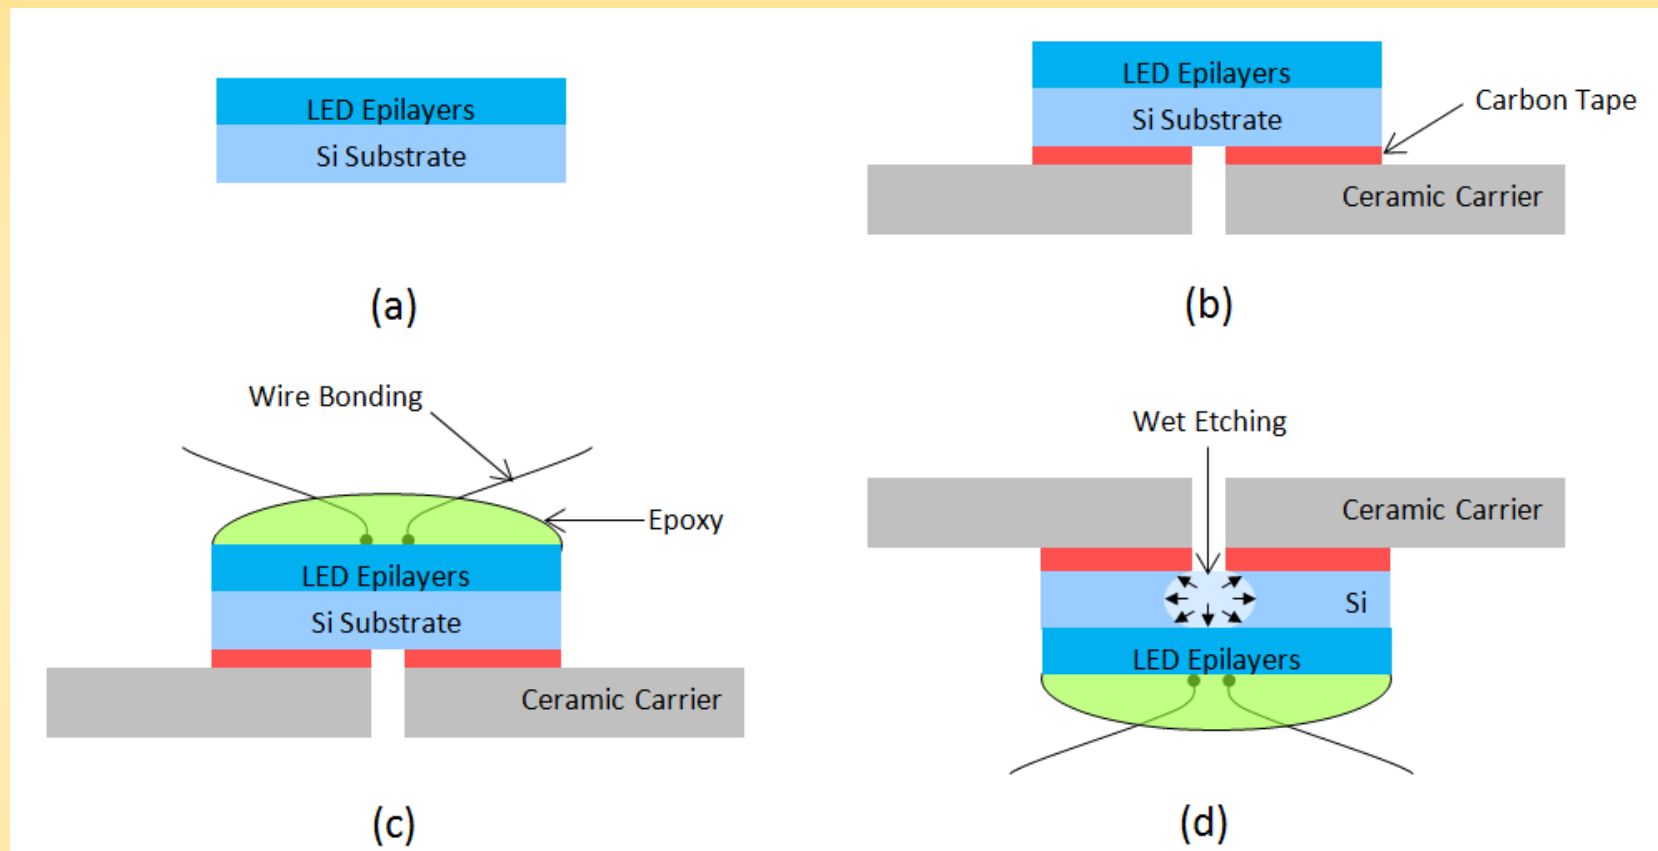 LED Epilayers
Si Substrate
(a)
LED Epilayers
Si Substrate
Carbon Tape
Ceramic Carrier
(b)
Wire Bonding
Epoxy
LED Epilayers
Si Substrate
Ceramic Carrier
(c)
Wet Etching
Ceramic Carrier
Si
LED Epilayers
(d)